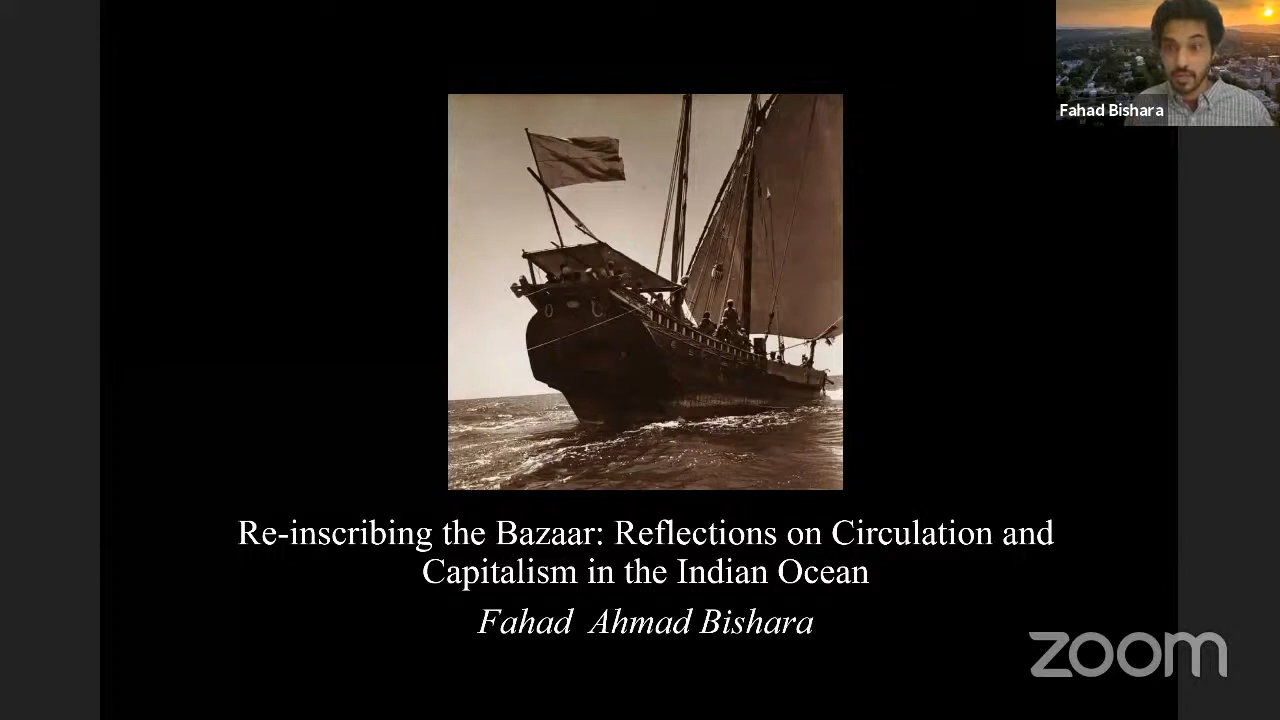 Fahad Bishara
Re-inscribing the Bazaar: Reflections on Circulation and
Capitalism in the Indian Ocean
Fahad Ahmad Bishara
zoom